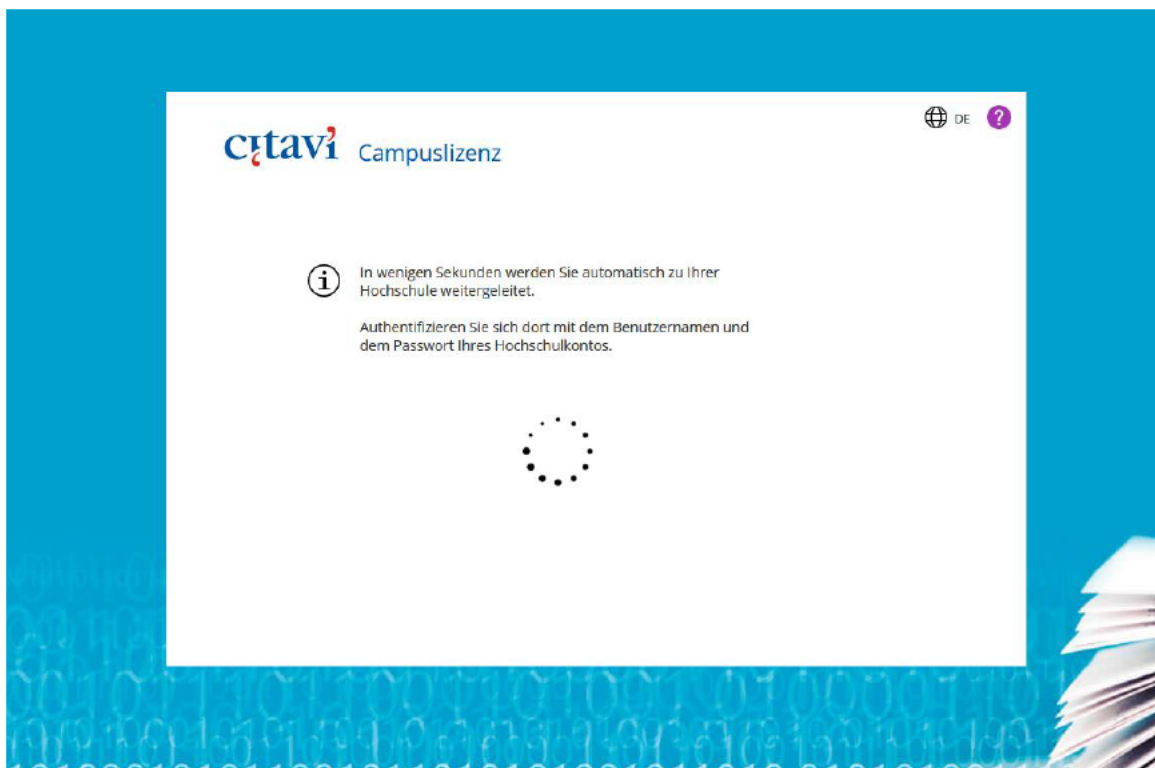 citavi Campuslizenz
DE ?
In wenigen Sekunden werden Sie automatisch zu Ihrer
Hochschule weitergeleitet.
Authentifizieren Sie sich dort mit dem Benutzernamen und
dem Passwort Ihres Hochschulkontos.